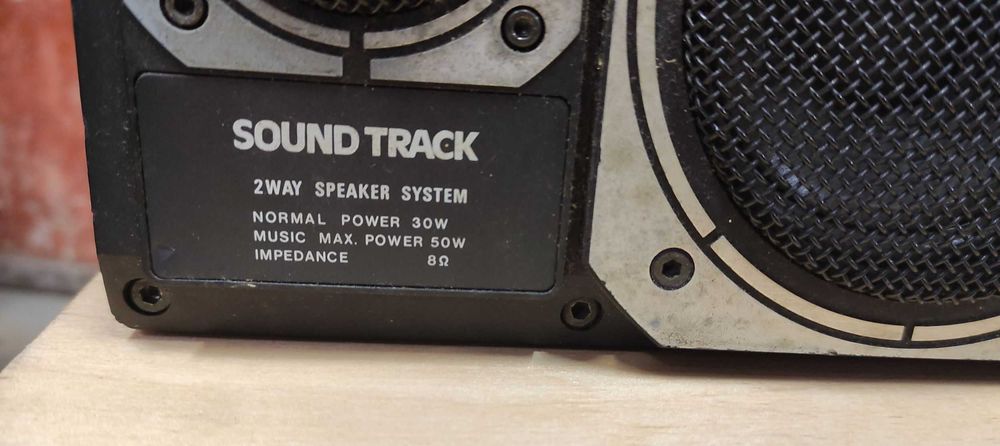 SOUND TRACK
2WAY SPEAKER SYSTEM
NORMAL POWER 30W
MUSIC MAX. POWER 50W
IMPEDANCE 8Ω